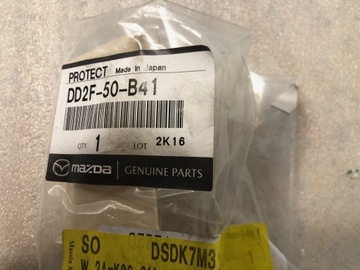 PROTECT Made In Japan
DD2F-50-B41
QTY 1 LOT 2K16
mazda GENUINE PARTS
SO DSDK7M3